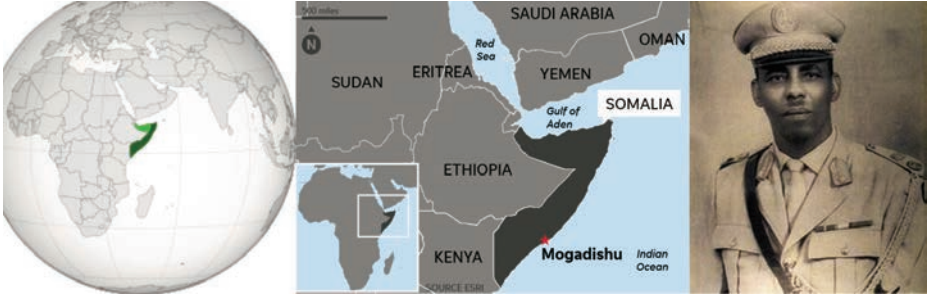 500 miles
N
SAUDI ARABIA
OMAN
Red
Sea
SUDAN
ERITREA
YEMEN
SOMALIA
Gulf of
Aden
ETHIOPIA
KENYA
Mogadishu
Indian
Ocean
SOURCE ESRI